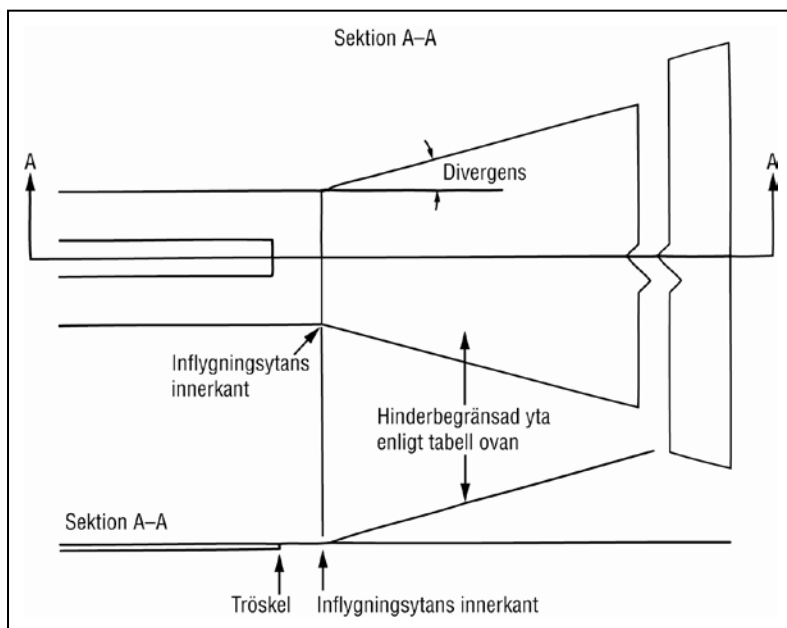 Sektion A–A
A
A
Divergens
Inflygningsytans
innerkant
Hinderbegränsad yta
enligt tabell ovan
Sektion A–A
Tröskel
Inflygningsytans innerkant